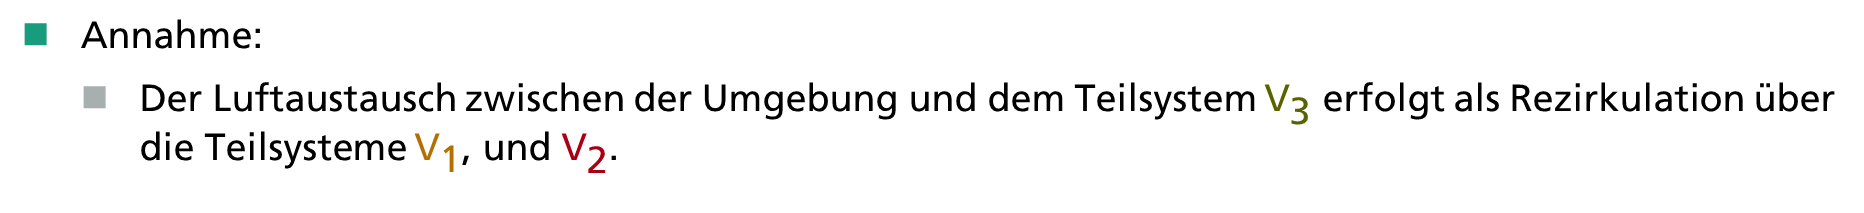 Annahme:
Der Luftaustausch zwischen der Umgebung und dem Teilsystem V₃ erfolgt als Rezirkulation über
die Teilsysteme V₁, und V₂.